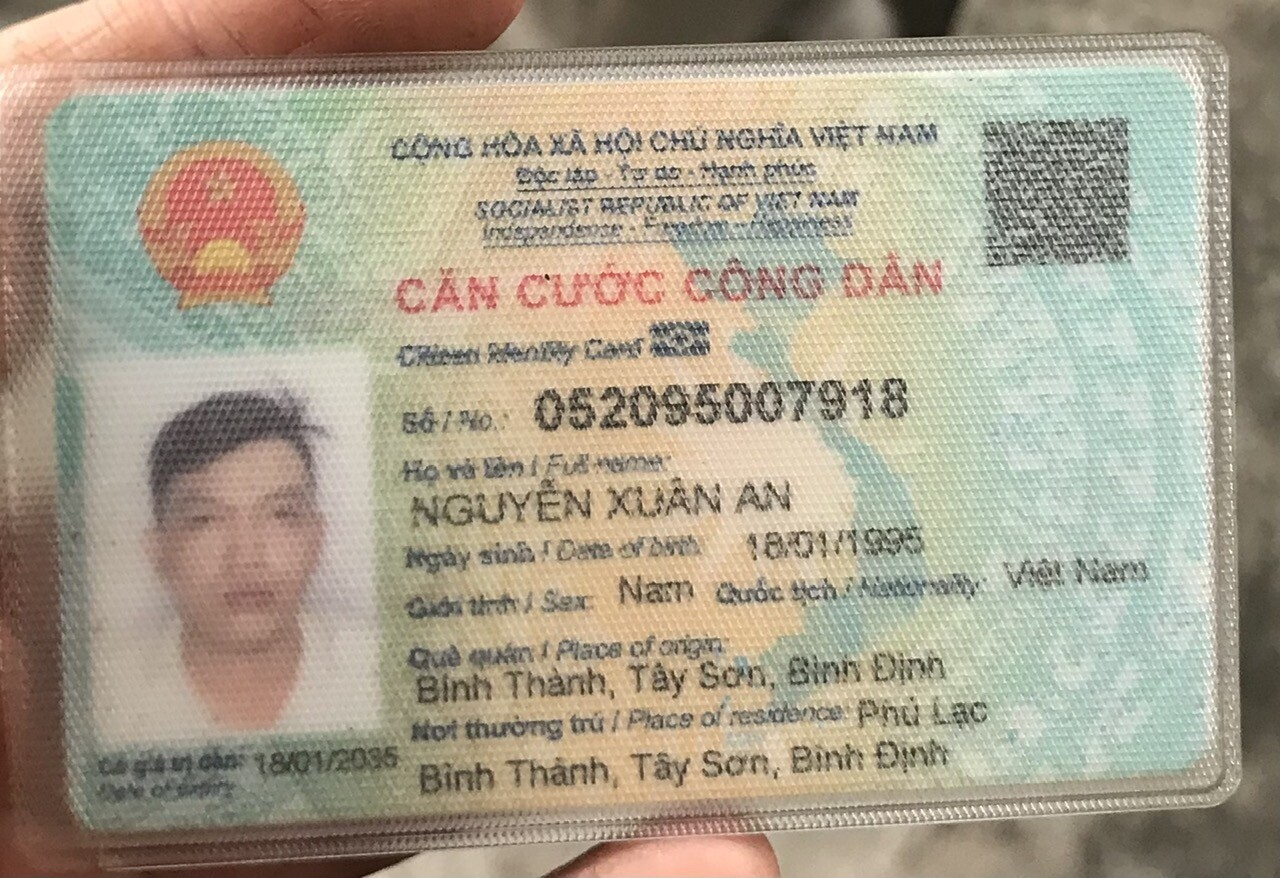 CỘNG HÒA XÃ HỘI CHỦ NGHĨA VIỆT NAM
Độc lập - Tự do - Hạnh phúc
SOCIALIST REPUBLIC OF VIET NAM
Independence - Freedom - Happiness
CĂN CƯỚC CÔNG DÂN
Citizen Identity Card
Số / No.: 052095007918
Họ và tên / Full name:
NGUYỄN XUÂN AN
Ngày sinh / Date of birth: 18/01/1995
Giới tính / Sex: Nam Quốc tịch / Nationality: Việt Nam
Quê quán / Place of origin:
Bình Thành, Tây Sơn, Bình Định
Nơi thường trú / Place of residence: Phú Lạc
Bình Thành, Tây Sơn, Bình Định
Có giá trị đến: 18/01/2035
Date of expiry